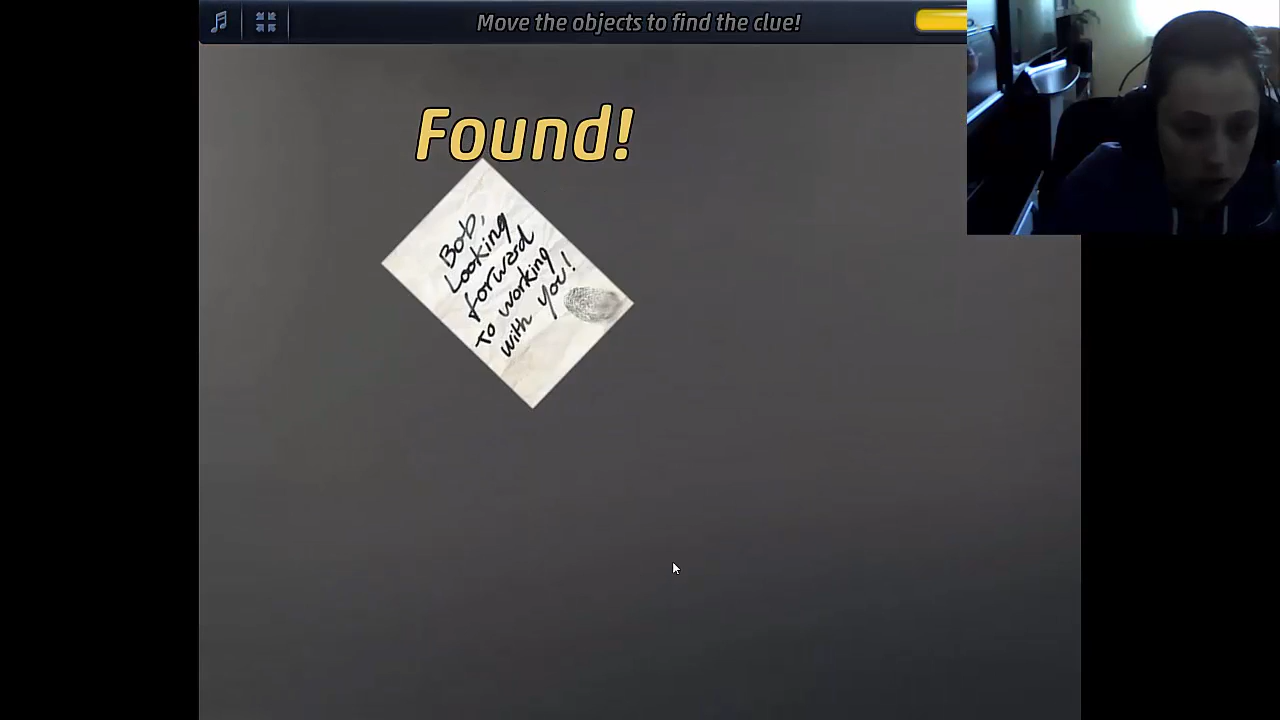 Move the objects to find the clue!
Found!
Bob,
Looking
forward
To working
with you!